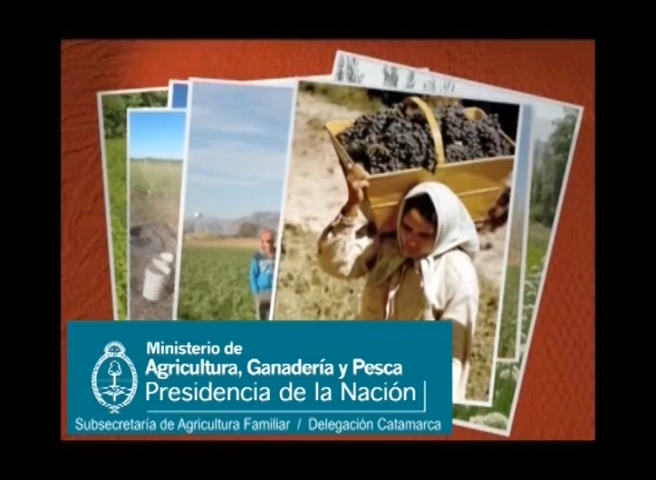 Ministerio de
Agricultura, Ganadería y Pesca
Presidencia de la Nación
Subsecretaría de Agricultura Familiar / Delegación Catamarca